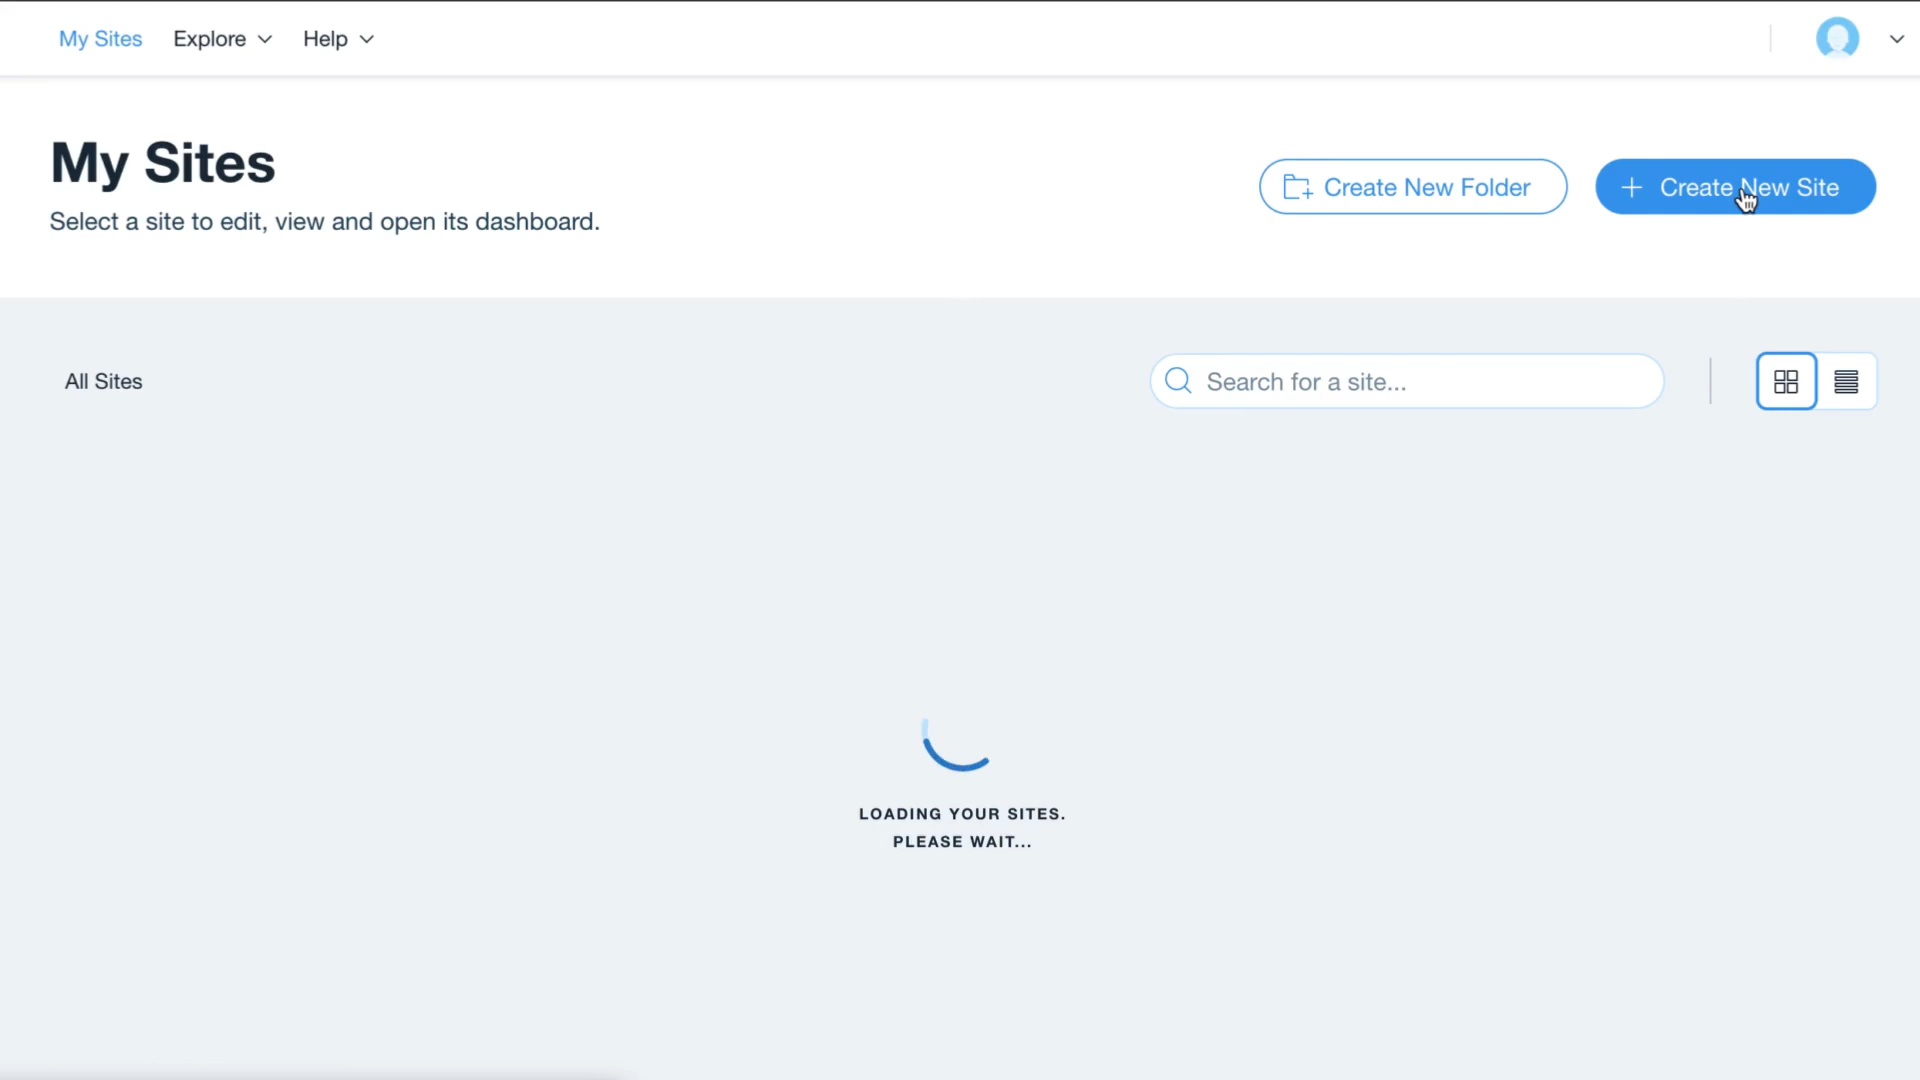 My Sites Explore Help
My Sites
Select a site to edit, view and open its dashboard.
Create New Folder
Create New Site
All Sites
Search for a site...
LOADING YOUR SITES.
PLEASE WAIT...